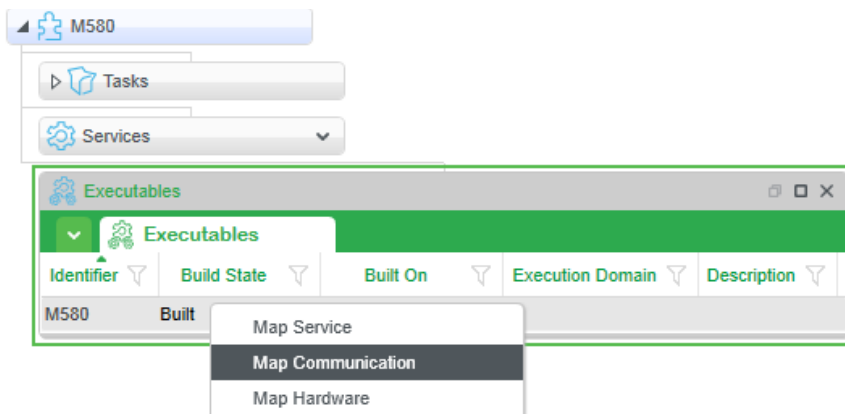 M580
Tasks
Services
Executables
Executables
Identifier Build State Built On Execution Domain Description
M580 Built
Map Service
Map Communication
Map Hardware